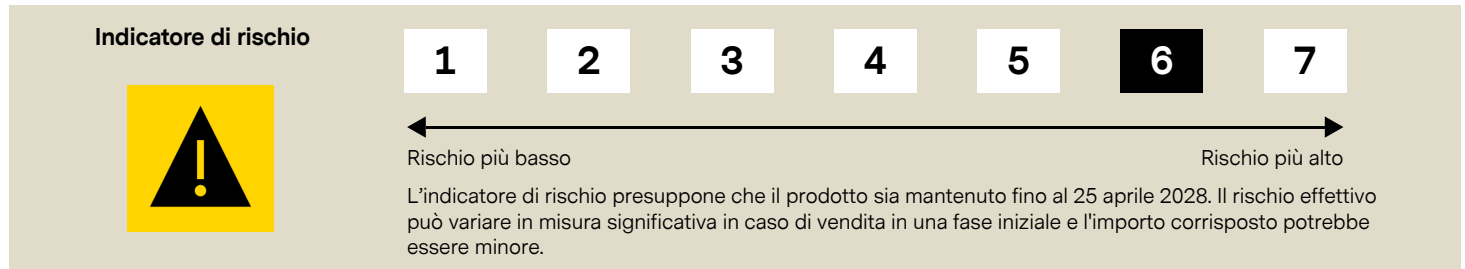 Indicatore di rischio
1 2 3 4 5 6 7
Rischio più basso Rischio più alto
L’indicatore di rischio presuppone che il prodotto sia mantenuto fino al 25 aprile 2028. Il rischio effettivo
può variare in misura significativa in caso di vendita in una fase iniziale e l'importo corrisposto potrebbe
essere minore.